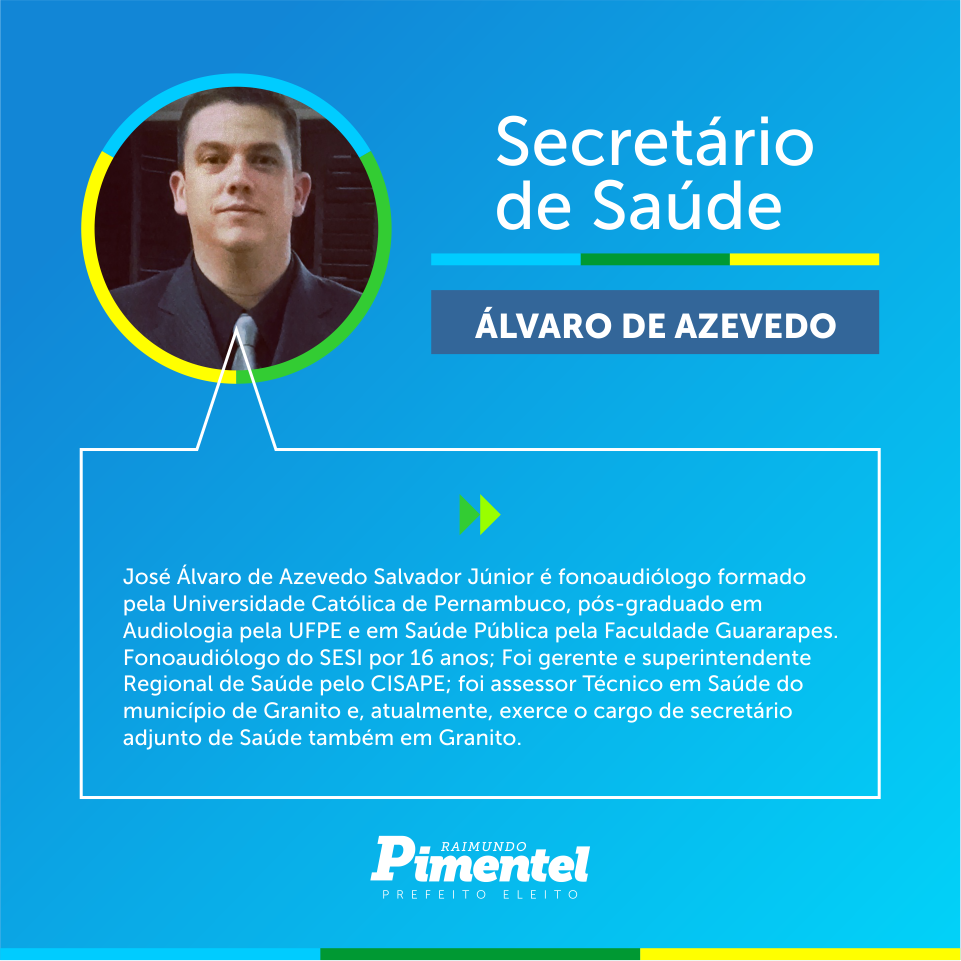 Secretário
de Saúde
ÁLVARO DE AZEVEDO
José Álvaro de Azevedo Salvador Júnior é fonoaudiólogo formado
pela Universidade Católica de Pernambuco, pós-graduado em
Audiologia pela UFPE e em Saúde Pública pela Faculdade Guararapes.
Fonoaudiólogo do SESI por 16 anos; Foi gerente e superintendente
Regional de Saúde pelo CISAPE; foi assessor Técnico em Saúde do
município de Granito e, atualmente, exerce o cargo de secretário
adjunto de Saúde também em Granito.
RAIMUNDO
Pimentel
PREFEITO ELEITO